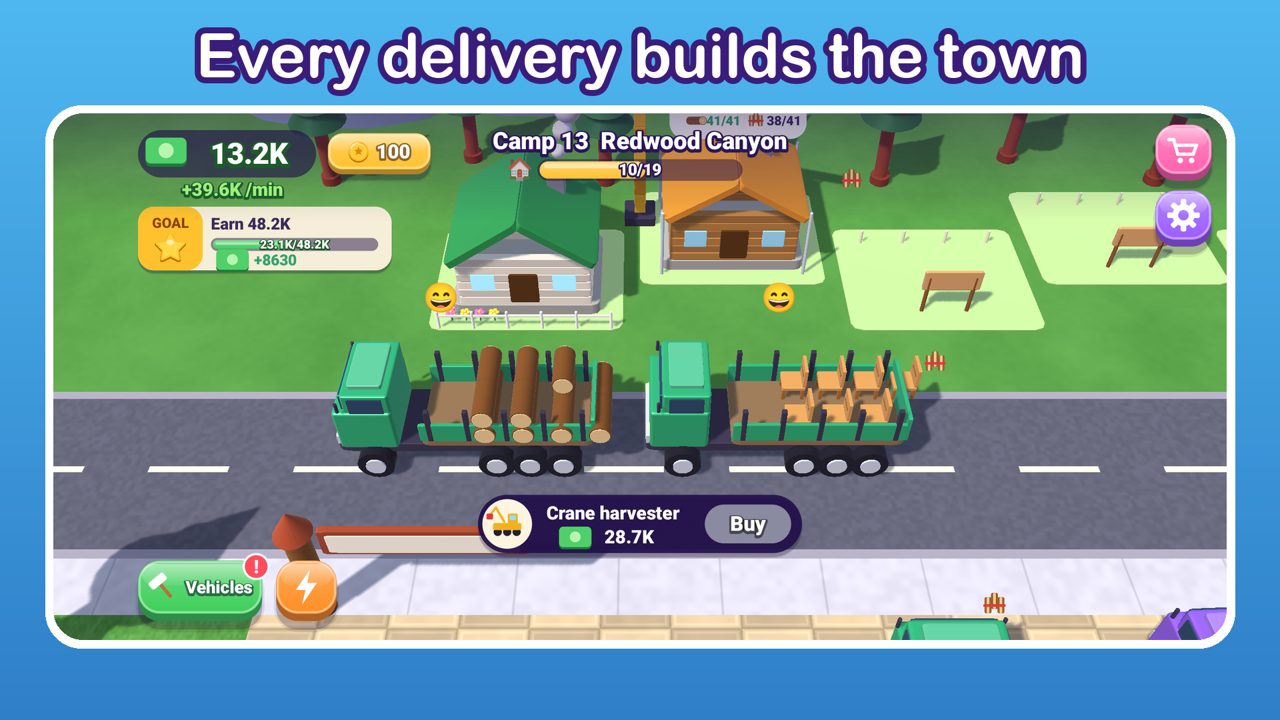 Every delivery builds the town
41/41 38/41
13.2K
100
Camp 13 Redwood Canyon
10/19
+39.6K /min
GOAL
Earn 48.2K
23.1K/48.2K
+8630
Crane harvester
28.7K
Buy
Vehicles
!